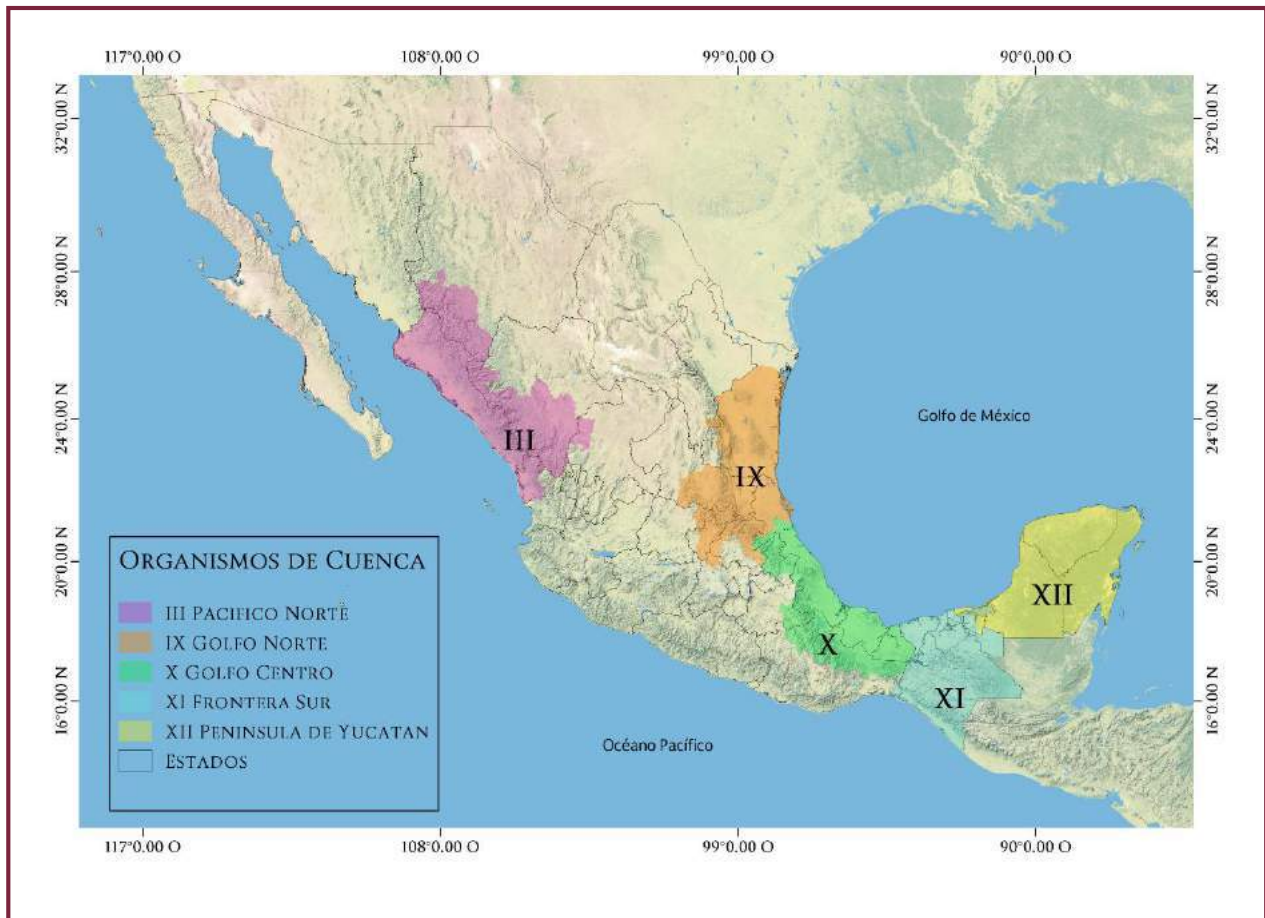 117°0.00 O 108°0.00 O 99°0.00 O 90°0.00 O
32°0.00 N 32°0.00 N
28°0.00 N 28°0.00 N
24°0.00 N 24°0.00 N
Golfo de México
III
IX
ORGANISMOS DE CUENCA
20°0.00 N 20°0.00 N
III PACIFICO NORTE
XII
IX GOLFO NORTE
X
X GOLFO CENTRO
XI FRONTERA SUR
XI
16°0.00 N 16°0.00 N
XII PENINSULA DE YUCATAN
Océano Pacífico
ESTADOS
117°0.00 O 108°0.00 O 99°0.00 O 90°0.00 O